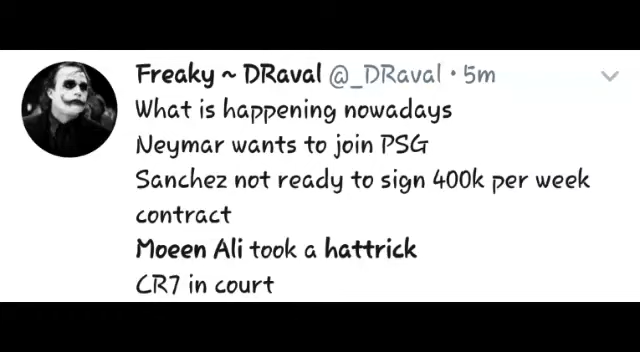 Freaky ~ DRaval @_DRaval • 5m
What is happening nowadays
Neymar wants to join PSG
Sanchez not ready to sign 400k per week
contract
Moeen Ali took a hattrick
CR7 in court